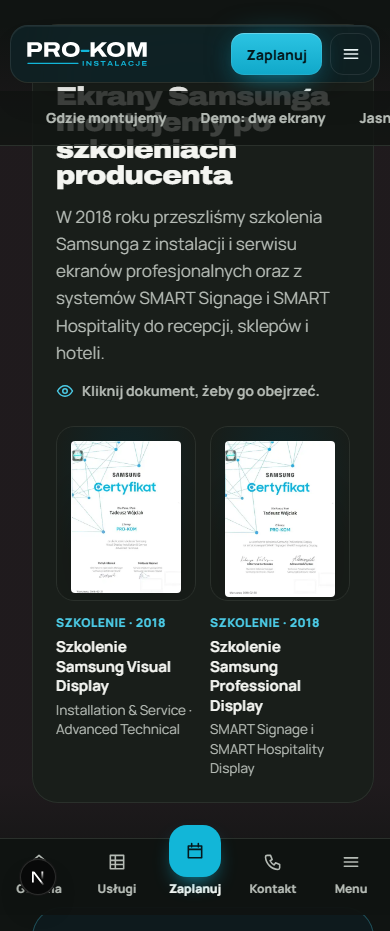 PRO-KOM
INSTALACJE
Zaplanuj
Ekrany Samsunga
Gdzie montujemy Demo: dwa ekrany Jasn
montujemy po
szkoleniach
producenta
W 2018 roku przeszliśmy szkolenia
Samsunga z instalacji i serwisu
ekranów profesjonalnych oraz z
systemów SMART Signage i SMART
Hospitality do recepcji, sklepów i
hoteli.
Kliknij dokument, żeby go obejrzeć.
SAMSUNG
Certyfikat
Tadeusz Wójciak
PRO-KOM
SAMSUNG
Certyfikat
Tadeusz Wójciak
PRO-KOM
SZKOLENIE · 2018
Szkolenie
Samsung Visual
Display
Installation & Service ·
Advanced Technical
SZKOLENIE · 2018
Szkolenie
Samsung
Professional
Display
SMART Signage i
SMART Hospitality
Display
N
Usługi
Zaplanuj
Kontakt
Menu